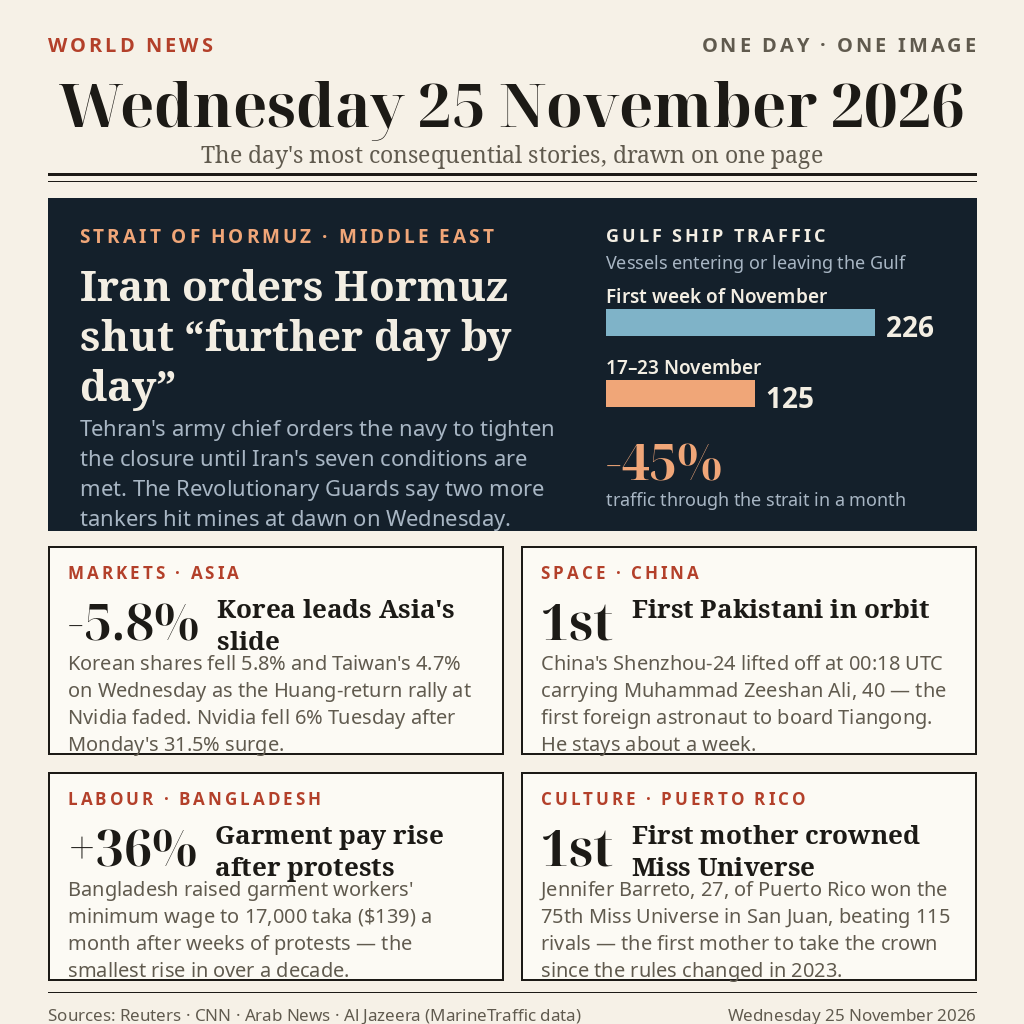 WORLD NEWS
ONE DAY · ONE IMAGE
Wednesday 25 November 2026
The day's most consequential stories, drawn on one page
STRAIT OF HORMUZ · MIDDLE EAST
Iran orders Hormuz
shut “further day by
day”
Tehran's army chief orders the navy to tighten
the closure until Iran's seven conditions are
met. The Revolutionary Guards say two more
tankers hit mines at dawn on Wednesday.
GULF SHIP TRAFFIC
Vessels entering or leaving the Gulf
First week of November
226
17–23 November
125
–45%
traffic through the strait in a month
MARKETS · ASIA
–5.8%
Korea leads Asia's
slide
Korean shares fell 5.8% and Taiwan's 4.7%
on Wednesday as the Huang-return rally at
Nvidia faded. Nvidia fell 6% Tuesday after
Monday's 31.5% surge.
SPACE · CHINA
1st
First Pakistani in orbit
China's Shenzhou-24 lifted off at 00:18 UTC
carrying Muhammad Zeeshan Ali, 40 — the
first foreign astronaut to board Tiangong.
He stays about a week.
LABOUR · BANGLADESH
+36%
Garment pay rise
after protests
Bangladesh raised garment workers'
minimum wage to 17,000 taka ($139) a
month after weeks of protests — the
smallest rise in over a decade.
CULTURE · PUERTO RICO
1st
First mother crowned
Miss Universe
Jennifer Barreto, 27, of Puerto Rico won the
75th Miss Universe in San Juan, beating 115
rivals — the first mother to take the crown
since the rules changed in 2023.
Sources: Reuters · CNN · Arab News · Al Jazeera (MarineTraffic data)
Wednesday 25 November 2026